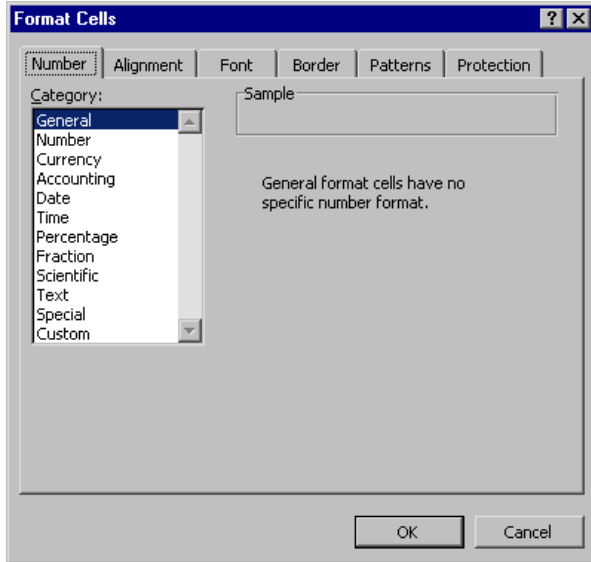 Format Cells
Number Alignment Font Border Patterns Protection
Category:
General
Number
Currency
Accounting
Date
Time
Percentage
Fraction
Scientific
Text
Special
Custom
Sample
General format cells have no
specific number format.
OK Cancel